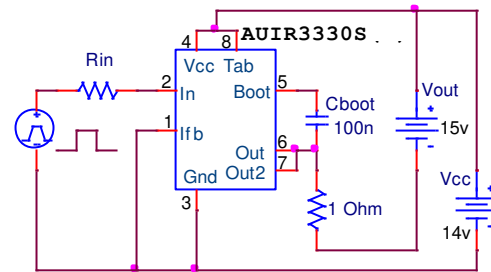 AUIR3330S . .
4
8
Rin
Vcc Tab
2
In
Boot
5
Vout
Cboot
100n
1
Ifb
15v
Out
6
Out2
7
Gnd
3
1 Ohm
Vcc
14v